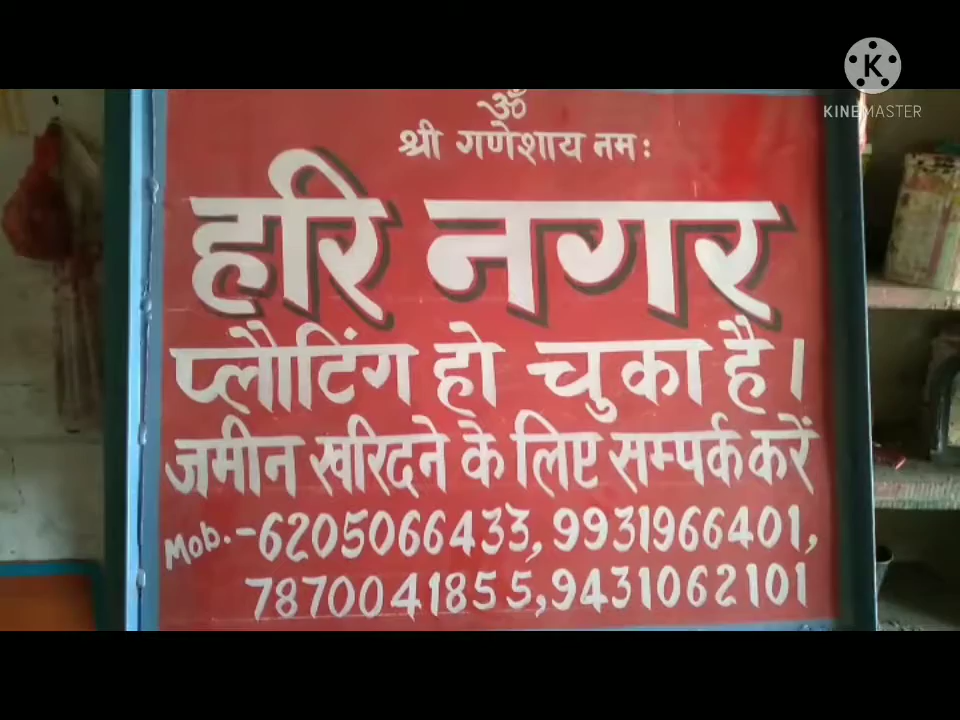 KINEMASTER
ॐ
श्री गणेशाय नमः
हरि नगर
प्लौटिंग हो चुका है।
जमीन खरिदने के लिए सम्पर्क करें
Mob.-6205066433, 9931966401,
7870041855,9431062101